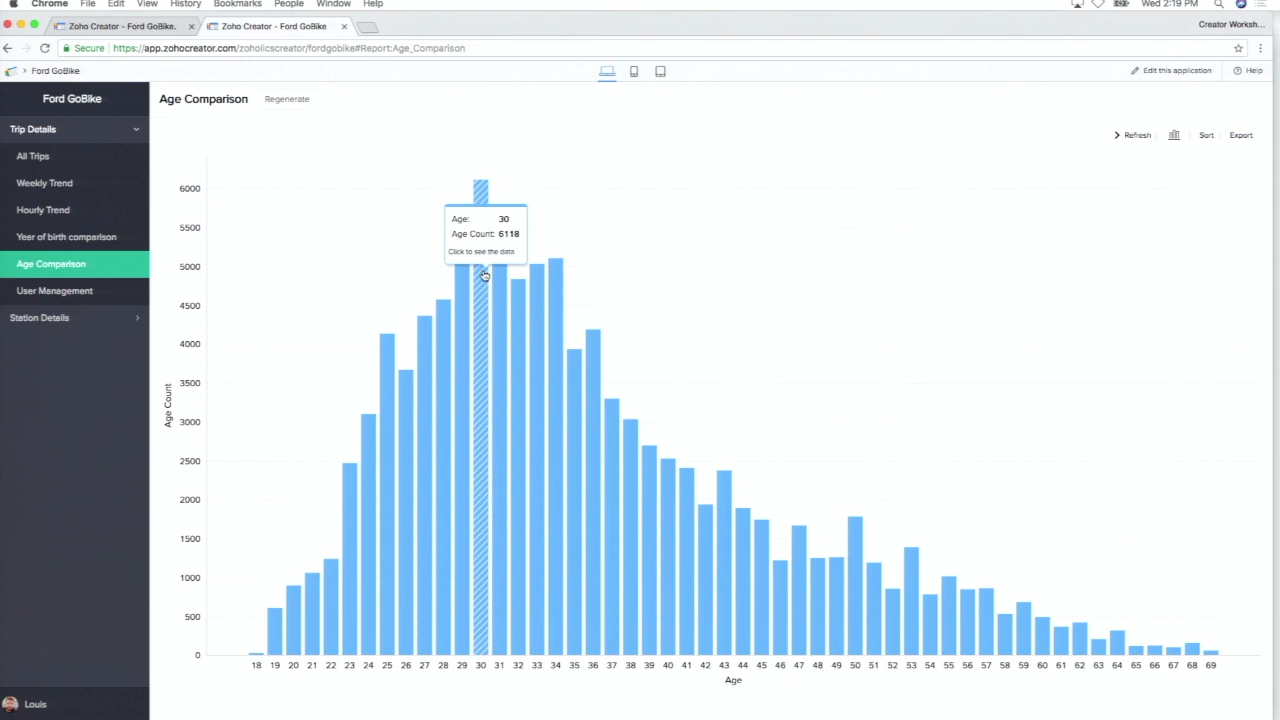 Chrome File Edit View History Bookmarks People Window Help Wed 2:19 PM
Zoho Creator - Ford GoBike. × Zoho Creator - Ford GoBike × Creator Worksh...
Secure https://app.zohocreator.com/zoholicscreator/fordgobike#Report:Age_Comparison
Ford GoBike Edit this application Help
Ford GoBike
Trip Details
All Trips
Weekly Trend
Hourly Trend
Year of birth comparison
Age Comparison
User Management
Station Details
Louis
Age Comparison Regenerate
Refresh Sort Export
6000
5500
5000
4500
4000
3500
3000
2500
2000
1500
1000
500
0
Age Count
Age: 30
Age Count: 6118
Click to see the data
18 19 20 21 22 23 24 25 26 27 28 29 30 31 32 33 34 35 36 37 38 39 40 41 42 43 44 45 46 47 48 49 50 51 52 53 54 55 56 57 58 59 60 61 62 63 64 65 66 67 68 69
Age